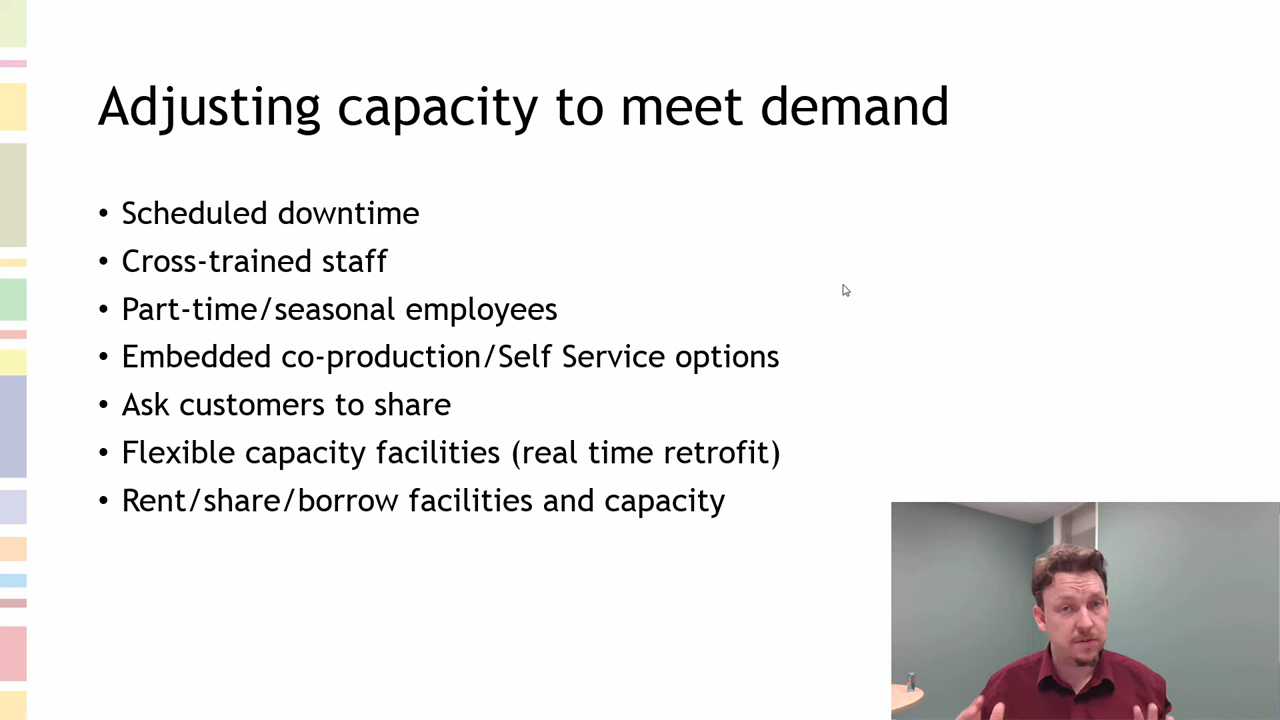 Adjusting capacity to meet demand
• Scheduled downtime
• Cross-trained staff
• Part-time/seasonal employees
• Embedded co-production/Self Service options
• Ask customers to share
• Flexible capacity facilities (real time retrofit)
• Rent/share/borrow facilities and capacity